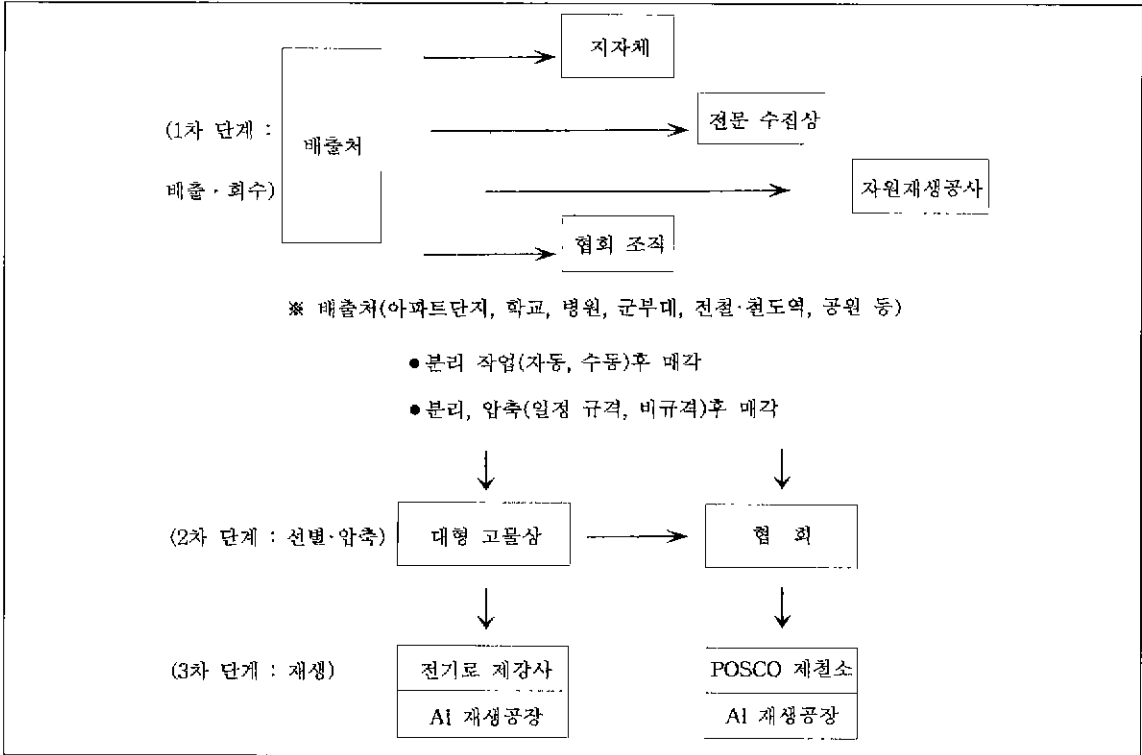 지자체
(1차 단계 :
배출처
전문 수집상
배출·회수)
자원재생공사
협회 조직
※ 배출처(아파트단지, 학교, 병원, 군부대, 전철·철도역, 공원 등)
●분리 작업(자동, 수동)후 매각
●분리, 압축(일정 규격, 비규격)후 매각
(2차 단계 : 선별·압축)
대형 고물상
협 회
(3차 단계 : 재생)
전기로 제강사
POSCO 제철소
Al 재생공장
Al 재생공장